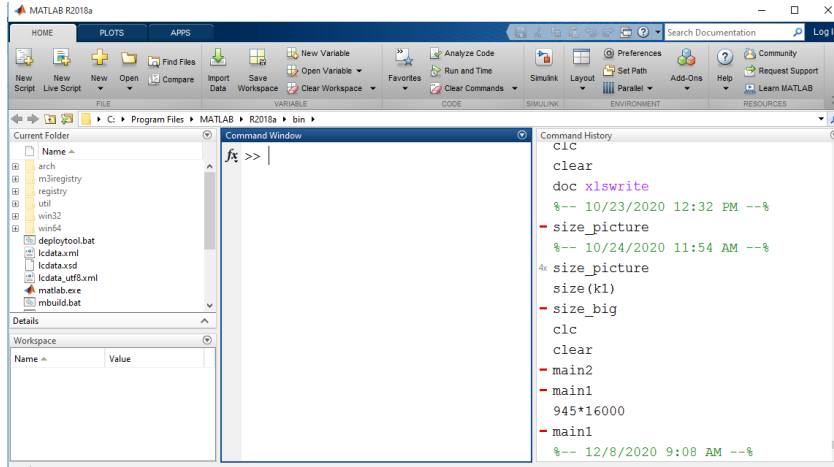 MATLAB R2018a
HOME PLOTS APPS Search Documentation Log I
New Script New Live Script New Open Find Files Compare Import Data Save Workspace New Variable Open Variable Clear Workspace Favorites Analyze Code Run and Time Clear Commands Simulink Layout Preferences Set Path Parallel Add-Ons Help Community Request Support Learn MATLAB
FILE VARIABLE CODE SIMULINK ENVIRONMENT RESOURCES
C: Program Files MATLAB R2018a bin
Current Folder
Name
arch
m3iregistry
registry
util
win32
win64
deploytool.bat
lcdata.xml
lcdata.xsd
lcdata_utf8.xml
matlab.exe
mbuild.bat
Details
Workspace
Name Value
Command Window
fx >>
Command History
clc
clear
doc xlswrite
%-- 10/23/2020 12:32 PM --%
size_picture
%-- 10/24/2020 11:54 AM --%
4x size_picture
size(k1)
size_big
clc
clear
main2
main1
945*16000
main1
%-- 12/8/2020 9:08 AM --%